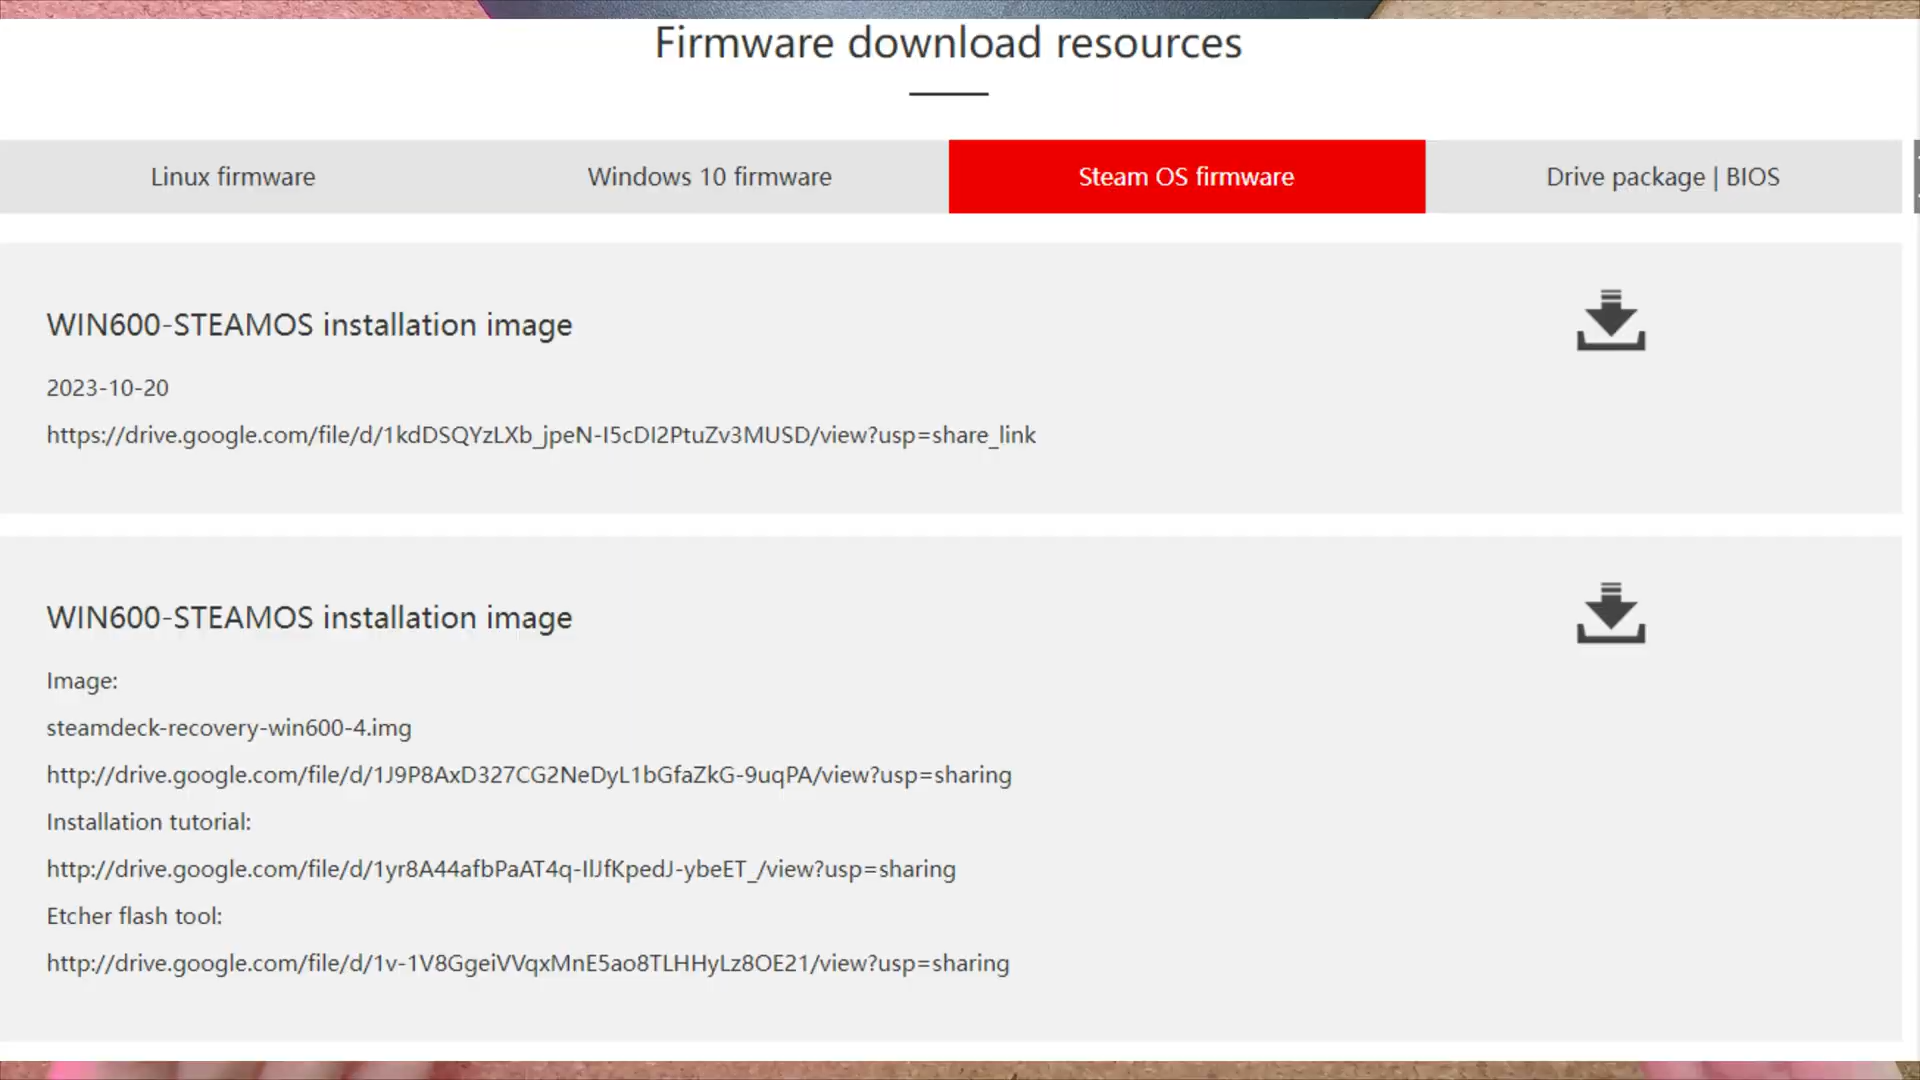 Firmware download resources
Linux firmware
Windows 10 firmware
Steam OS firmware
Drive package | BIOS
WIN600-STEAMOS installation image
2023-10-20
https://drive.google.com/file/d/1kdDSQYzLXb_jpeN-I5cDI2PtuZv3MUSD/view?usp=share_link
WIN600-STEAMOS installation image
Image:
steamdeck-recovery-win600-4.img
http://drive.google.com/file/d/1J9P8AxD327CG2NeDyL1bGfaZkG-9uqPA/view?usp=sharing
Installation tutorial:
http://drive.google.com/file/d/1yr8A44afbPaAT4q-IlJfKpedJ-ybeET_/view?usp=sharing
Etcher flash tool:
http://drive.google.com/file/d/1v-1V8GgeiVVqxMnE5ao8TLHHyLz8OE21/view?usp=sharing